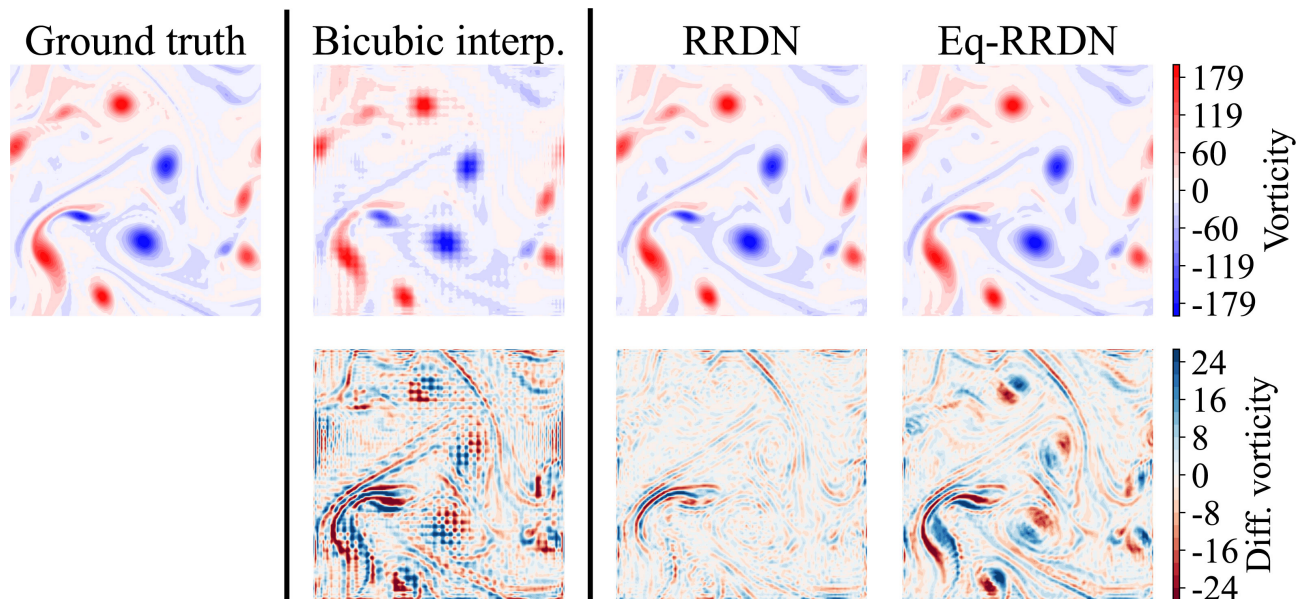 Ground truth
Bicubic interp.
RRDN
Eq-RRDN
179
119
60
0
-60
-119
-179
Vorticity
24
16
8
0
-8
-16
-24
Diff. vorticity